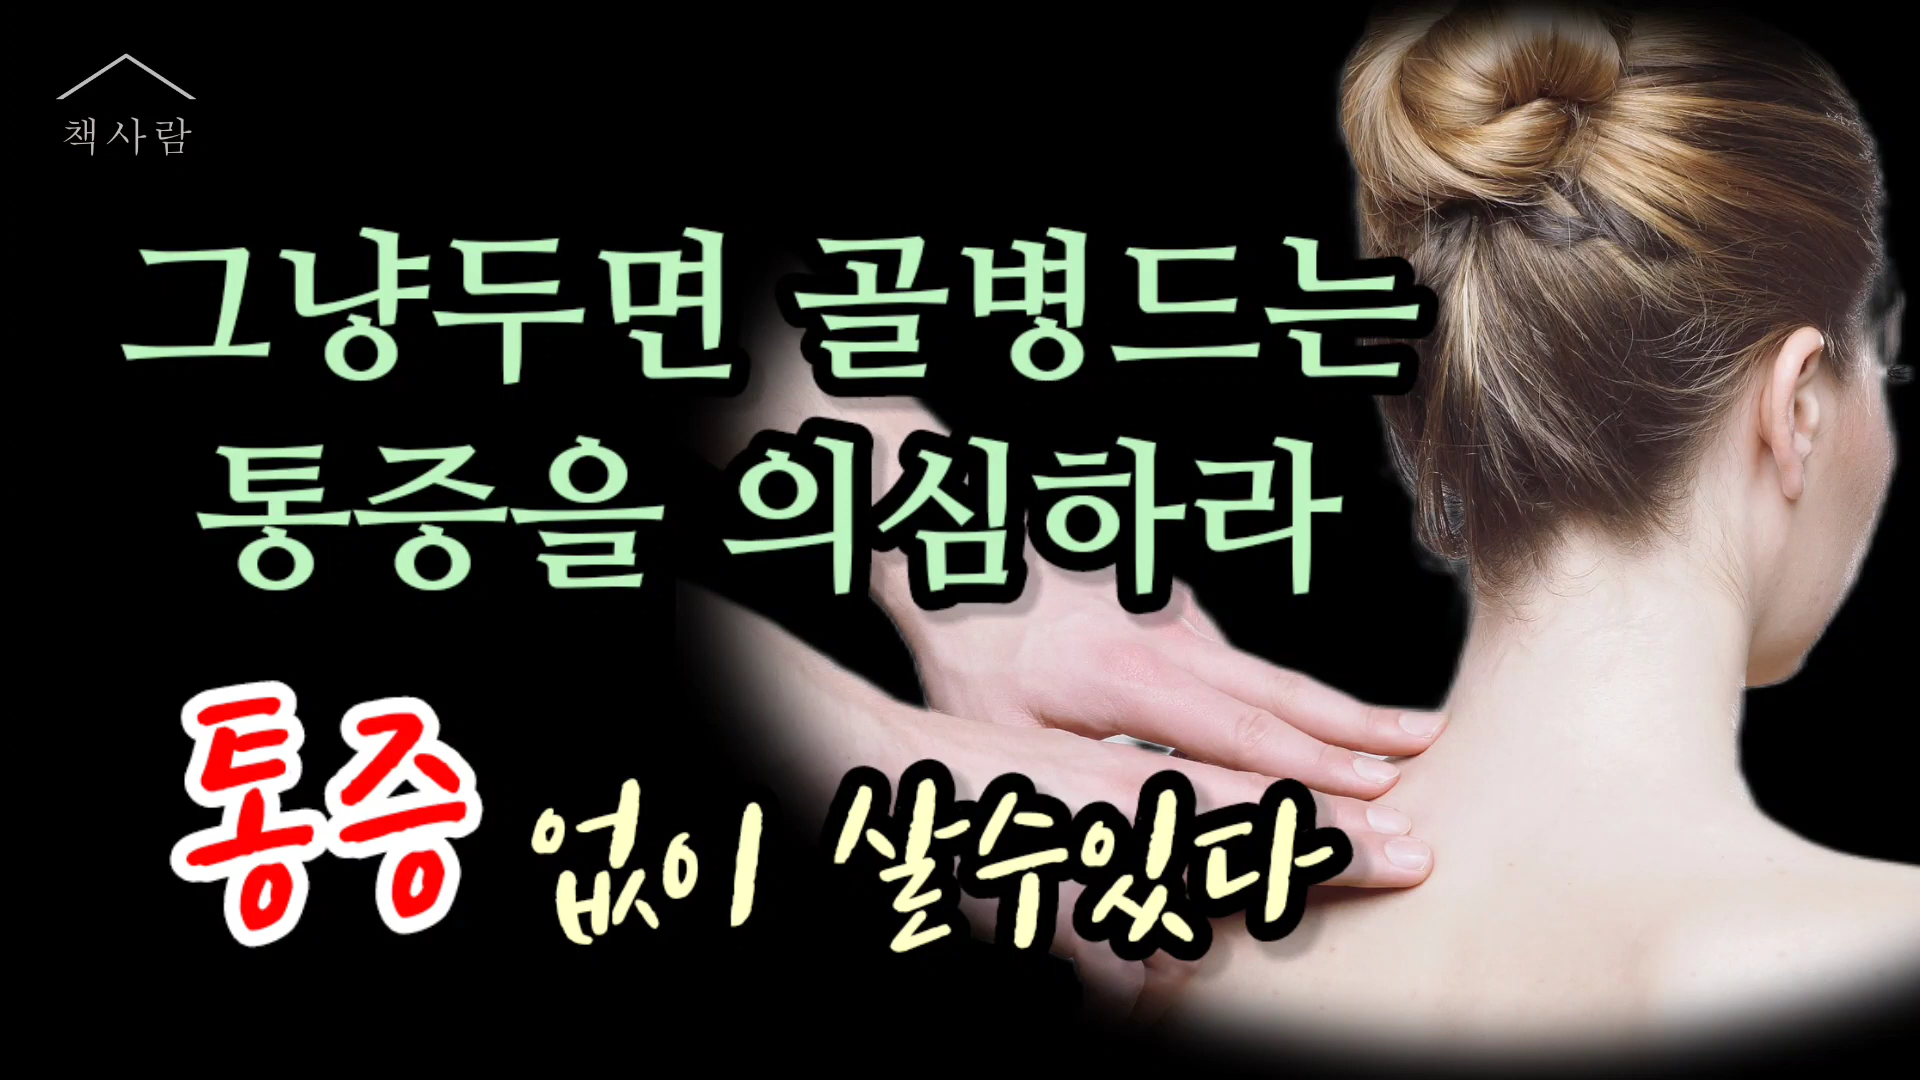 책사람
그냥두면 골병드는
통증을 의심하라
통증 없이 살수있다